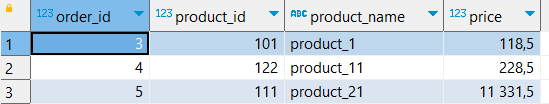 123 order_id 123 product_id ABC product_name 123 price
1 3 101 product_1 118,5
2 4 122 product_11 228,5
3 5 111 product_21 11 331,5